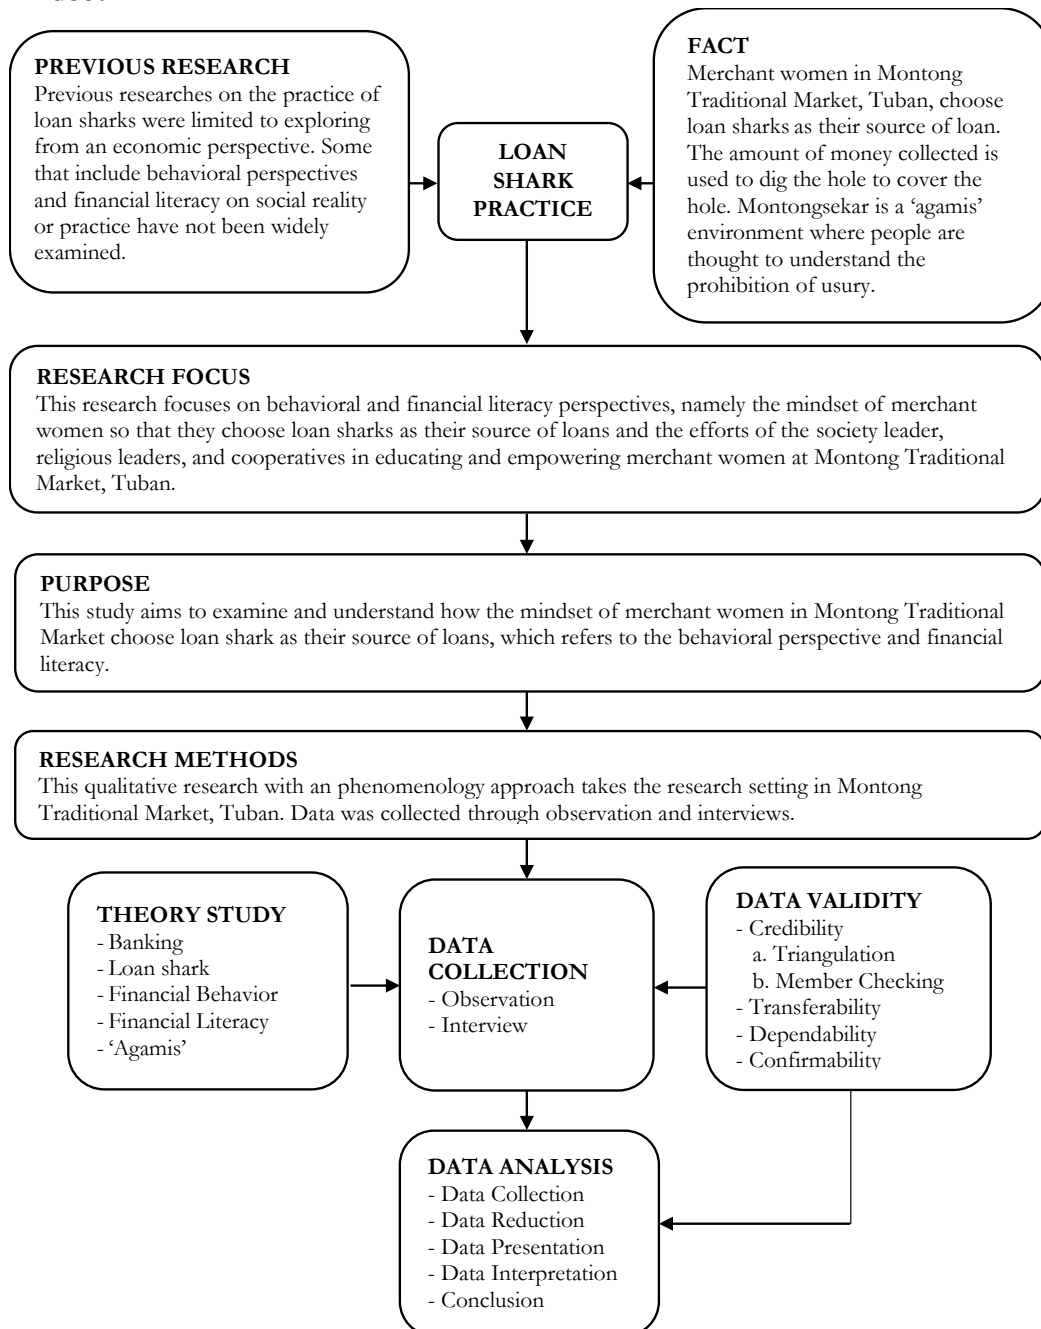 PREVIOUS RESEARCH
Previous researches on the practice of
loan sharks were limited to exploring
from an economic perspective. Some
that include behavioral perspectives
and financial literacy on social reality
or practice have not been widely
examined.
LOAN
SHARK
PRACTICE
FACT
Merchant women in Montong
Traditional Market, Tuban, choose
loan sharks as their source of loan.
The amount of money collected is
used to dig the hole to cover the
hole. Montongsekar is a ‘agamis’
environment where people are
thought to understand the
prohibition of usury.
RESEARCH FOCUS
This research focuses on behavioral and financial literacy perspectives, namely the mindset of merchant
women so that they choose loan sharks as their source of loans and the efforts of the society leader,
religious leaders, and cooperatives in educating and empowering merchant women at Montong Traditional
Market, Tuban.
PURPOSE
This study aims to examine and understand how the mindset of merchant women in Montong Traditional
Market choose loan shark as their source of loans, which refers to the behavioral perspective and financial
literacy.
RESEARCH METHODS
This qualitative research with an phenomenology approach takes the research setting in Montong
Traditional Market, Tuban. Data was collected through observation and interviews.
THEORY STUDY
- Banking
- Loan shark
- Financial Behavior
- Financial Literacy
- ‘Agamis’
DATA
COLLECTION
- Observation
- Interview
DATA VALIDITY
- Credibility
a. Triangulation
b. Member Checking
- Transferability
- Dependability
- Confirmability
DATA ANALYSIS
- Data Collection
- Data Reduction
- Data Presentation
- Data Interpretation
- Conclusion